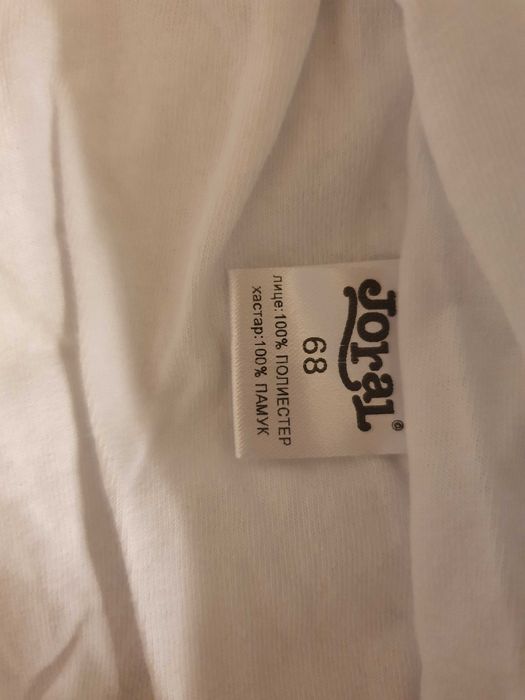 Joral ©
68
лице:100% ПОЛИЕСТЕР
хастар:100% ПАМУК